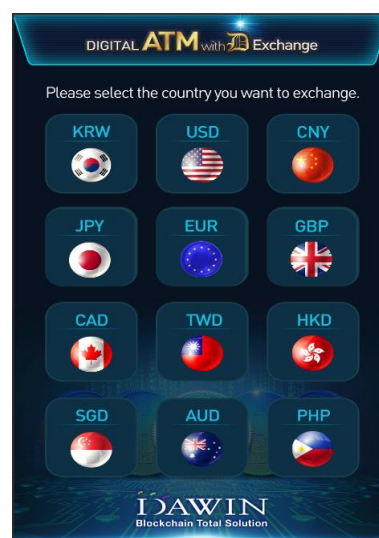 DIGITAL ATM with D Exchange
Please select the country you want to exchange.
KRW USD CNY
JPY EUR GBP
CAD TWD HKD
SGD AUD PHP
DAWIN
Blockchain Total Solution